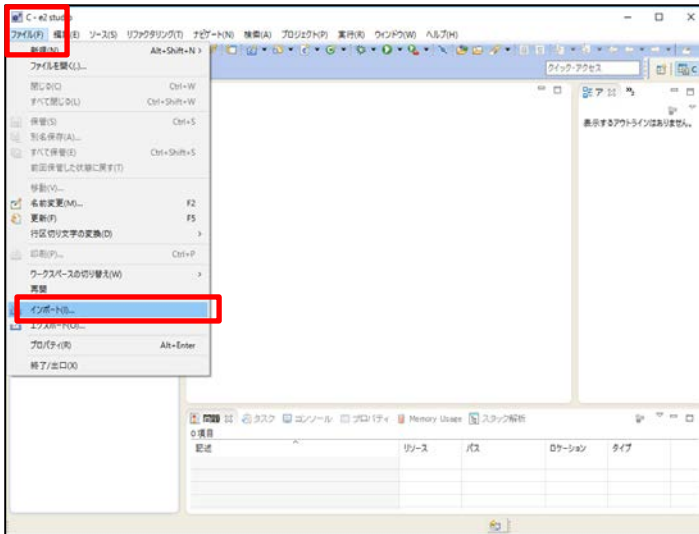 C - e2 studio
ファイル(F) 編集(E) ソース(S) リファクタリング(T) ナビゲート(N) 検索(A) プロジェクト(P) 実行(R) ウィンドウ(W) ヘルプ(H)
新規(N) Alt+Shift+N
ファイルを開く(.)...
クイック・アクセス
C
閉じる(C) Ctrl+W
すべて閉じる(L) Ctrl+Shift+W
ア
表示するアウトラインはありません。
保管(S) Ctrl+S
別名保存(A)...
すべて保管(E) Ctrl+Shift+S
前回保管した状態に戻す(T)
移動(V)...
名前変更(M)... F2
更新(F) F5
行区切り文字の変換(D)
印刷(P)... Ctrl+P
ワークスペースの切り替え(W)
再開
インポート(I)...
エクスポート(O)...
プロパティ(R) Alt+Enter
終了/出口(X)
タスク コンソール プロパティ Memory Usage スタック解析
0 項目
記述 リソース パス ロケーション タイプ